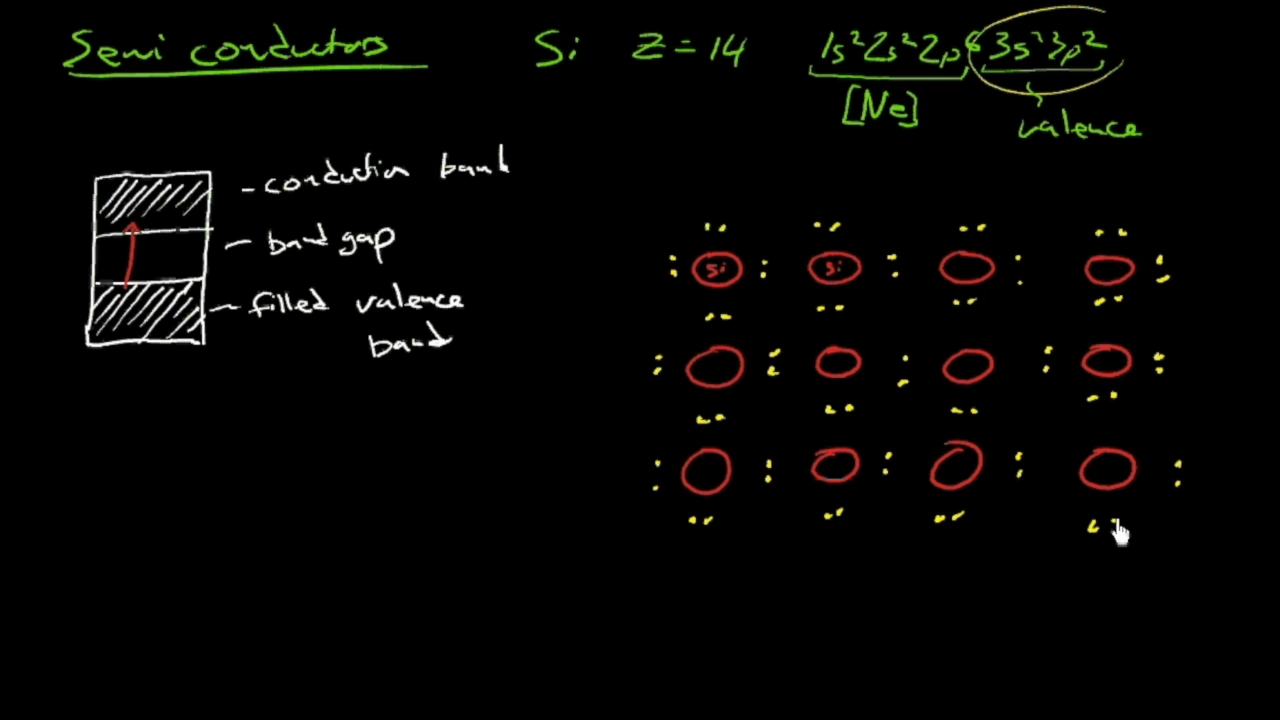 Semi conductors Si Z = 14 1s²2s²2p⁶3s²3p²
[Ne]
valence
- conduction band
- band gap
- filled valence
band
Si Si